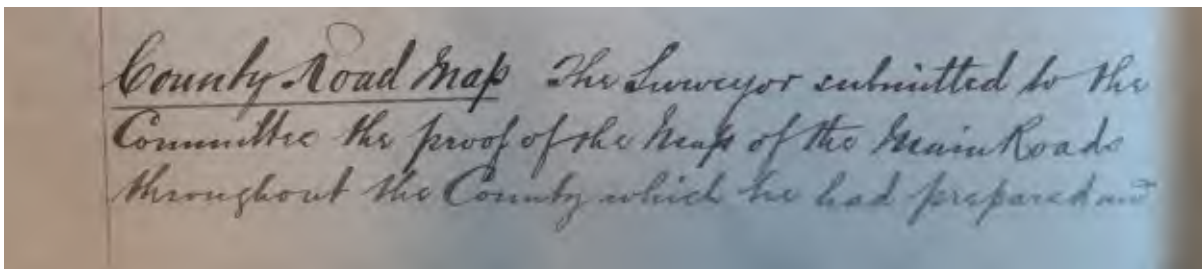 County Road Map The Surveyor submitted to the
Committee the proof of the Map of the Main Roads
throughout the County which he had prepared and